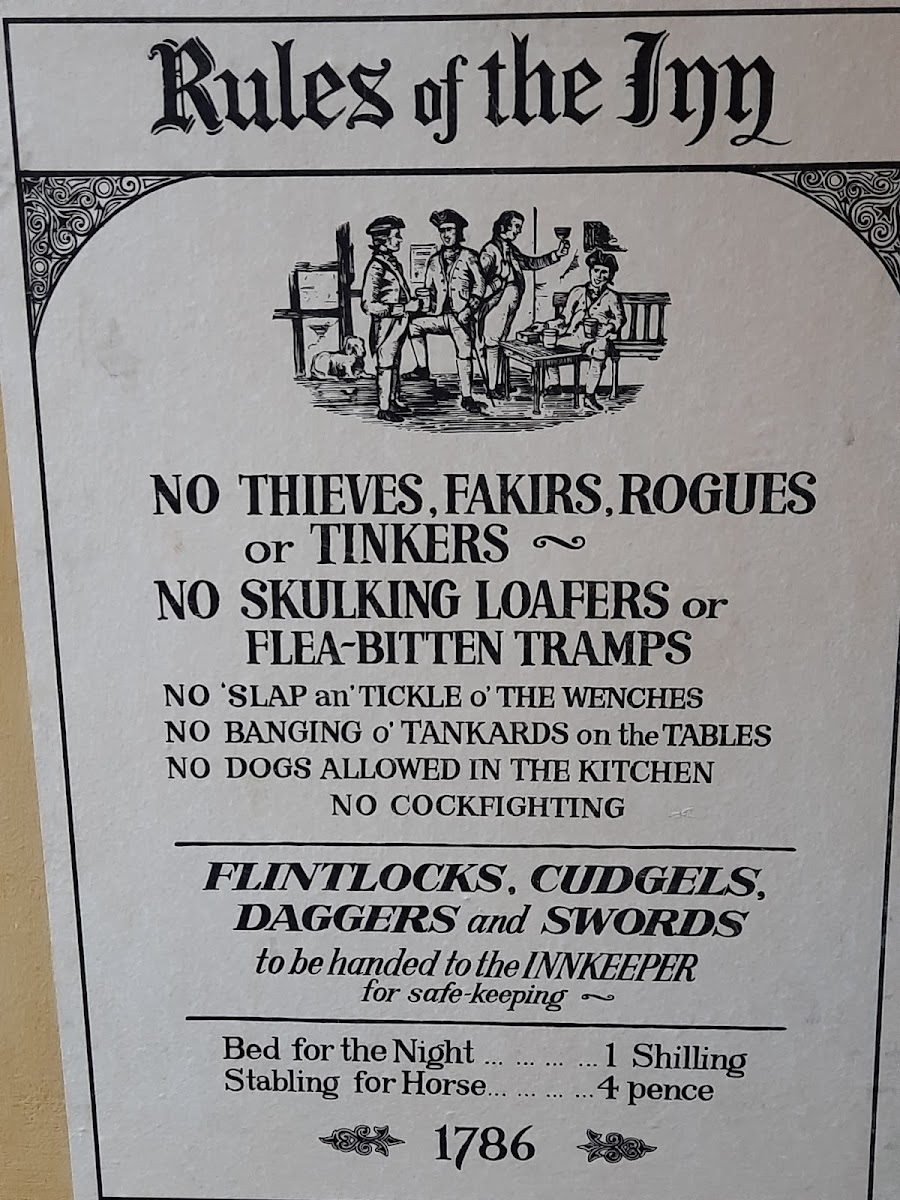 Rules of the Inn
NO THIEVES, FAKIRS, ROGUES
or TINKERS ~
NO SKULKING LOAFERS or
FLEA-BITTEN TRAMPS
NO 'SLAP an' TICKLE o' THE WENCHES
NO BANGING o' TANKARDS on the TABLES
NO DOGS ALLOWED IN THE KITCHEN
NO COCKFIGHTING
FLINTLOCKS, CUDGELS,
DAGGERS and SWORDS
to be handed to the INNKEEPER
for safe-keeping ~
Bed for the Night ... ... ... ... 1 Shilling
Stabling for Horse... ... ... ... 4 pence
1786